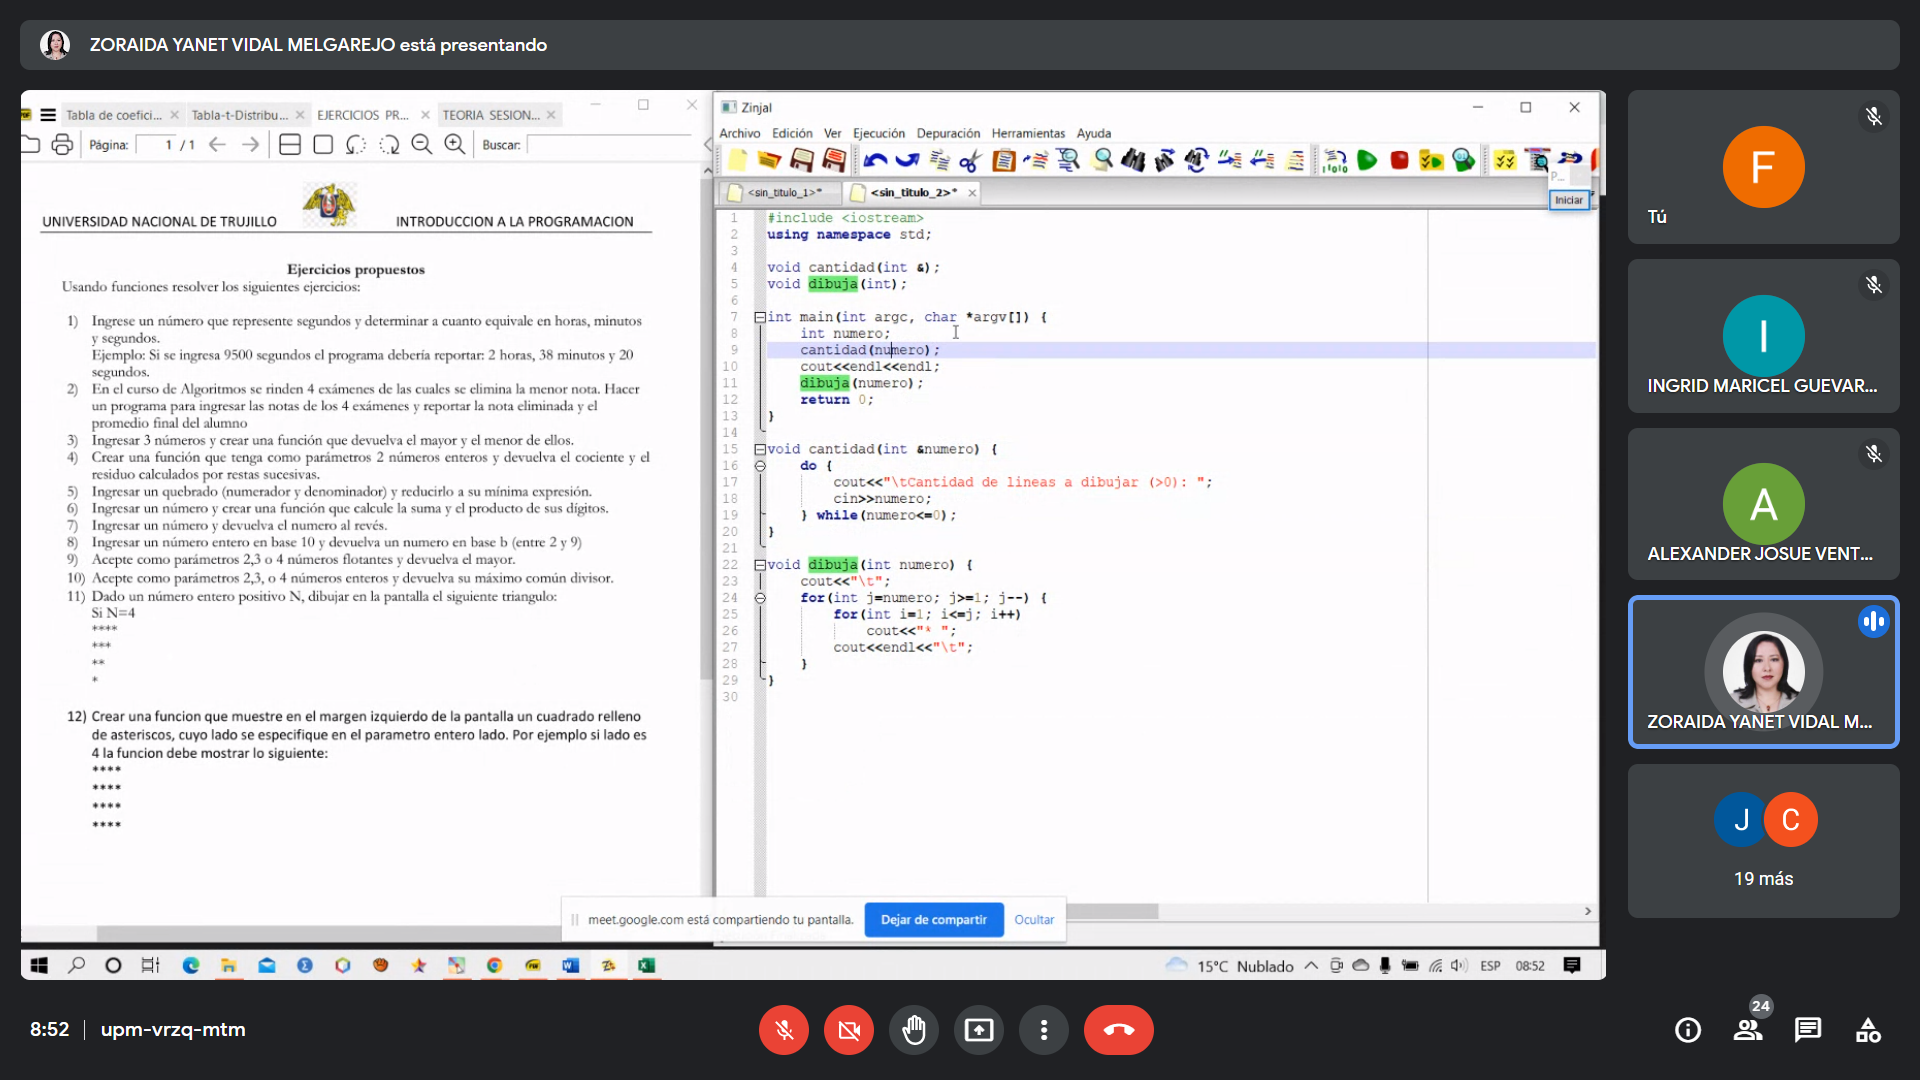 ZORAIDA YANET VIDAL MELGAREJO está presentando
Tabla de coefici...
Tabla-t-Distribu...
EJERCICIOS PR...
TEORIA SESION...
Página: 1 / 1
Buscar:
UNIVERSIDAD NACIONAL DE TRUJILLO
INTRODUCCION A LA PROGRAMACION
Ejercicios propuestos
Usando funciones resolver los siguientes ejercicios:
1) Ingrese un número que represente segundos y determinar a cuanto equivale en horas, minutos
y segundos.
Ejemplo: Si se ingresa 9500 segundos el programa debería reportar: 2 horas, 38 minutos y 20
segundos.
2) En el curso de Algoritmos se rinden 4 exámenes de las cuales se elimina la menor nota. Hacer
un programa para ingresar las notas de los 4 exámenes y reportar la nota eliminada y el
promedio final del alumno
3) Ingresar 3 números y crear una función que devuelva el mayor y el menor de ellos.
4) Crear una función que tenga como parámetros 2 números enteros y devuelva el cociente y el
residuo calculados por restas sucesivas.
5) Ingresar un quebrado (numerador y denominador) y reducirlo a su mínima expresión.
6) Ingresar un número y crear una función que calcule la suma y el producto de sus dígitos.
7) Ingresar un número y devuelva el numero al revés.
8) Ingresar un número entero en base 10 y devuelva un numero en base b (entre 2 y 9)
9) Acepte como parámetros 2,3 o 4 números flotantes y devuelva el mayor.
10) Acepte como parámetros 2,3, o 4 números enteros y devuelva su máximo común divisor.
11) Dado un número entero positivo N, dibujar en la pantalla el siguiente triangulo:
Si N=4
****
***
**
*
12) Crear una funcion que muestre en el margen izquierdo de la pantalla un cuadrado relleno
de asteriscos, cuyo lado se especifique en el parametro entero lado. Por ejemplo si lado es
4 la funcion debe mostrar lo siguiente:
****
****
****
****
ZinjaI
Archivo Edición Ver Ejecución Depuración Herramientas Ayuda
<sin_titulo_1>*
<sin_titulo_2>*
P...
Iniciar
1 #include <iostream>
2 using namespace std;
3
4 void cantidad(int &);
5 void dibuja(int);
6
7 int main(int argc, char *argv[]) {
8 int numero;
9 cantidad(numero);
10 cout<<endl<<endl;
11 dibuja(numero);
12 return 0;
13 }
14
15 void cantidad(int &numero) {
16 do {
17 cout<<"\tCantidad de lineas a dibujar (>0): ";
18 cin>>numero;
19 } while(numero<=0);
20 }
21
22 void dibuja(int numero) {
23 cout<<"\t";
24 for(int j=numero; j>=1; j--) {
25 for(int i=1; i<=j; i++)
26 cout<<"* ";
27 cout<<endl<<"\t";
28 }
29 }
30
meet.google.com está compartiendo tu pantalla.
Dejar de compartir
Ocultar
15°C Nublado
ESP
08:52
F
Tú
I
INGRID MARICEL GUEVAR...
A
ALEXANDER JOSUE VENT...
ZORAIDA YANET VIDAL M...
J
C
19 más
8:52
upm-vrzq-mtm
24